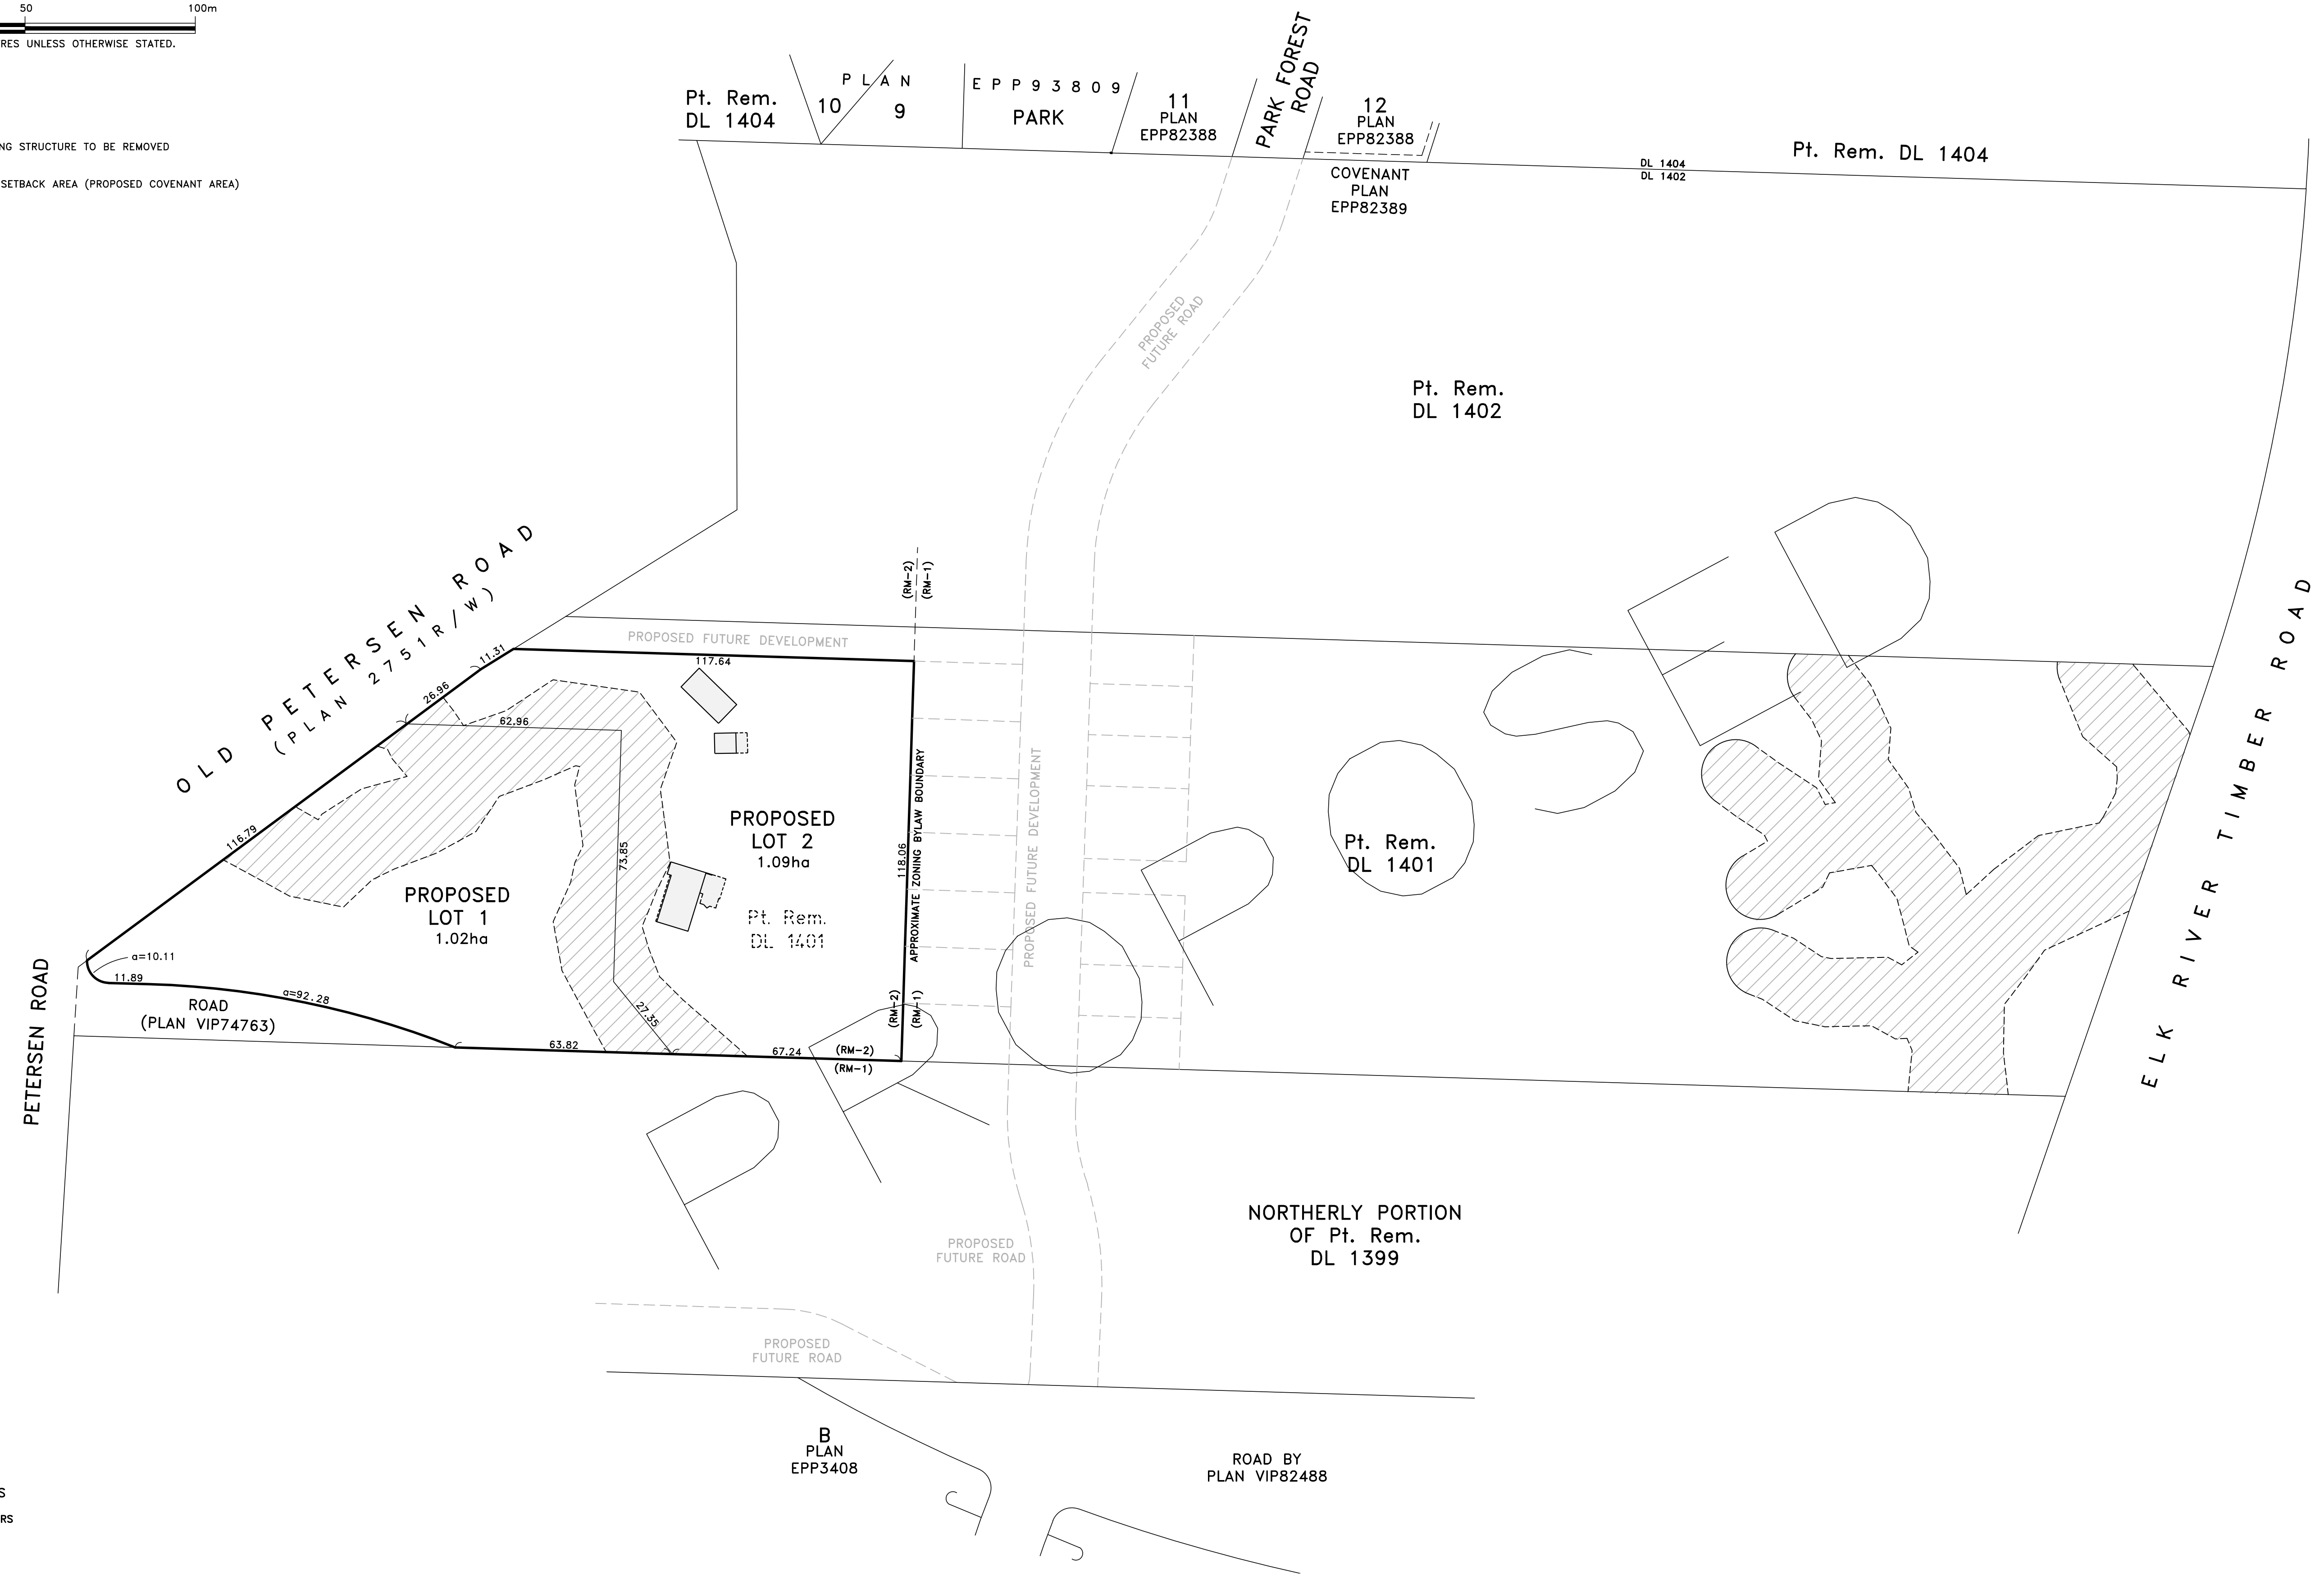 50 100m
RES UNLESS OTHERWISE STATED.
NG STRUCTURE TO BE REMOVED
SETBACK AREA (PROPOSED COVENANT AREA)
Pt. Rem.
DL 1404
10
PLAN
9
EPP93809
PARK
11
PLAN
EPP82388
PARK FOREST
ROAD
12
PLAN
EPP82388
COVENANT
PLAN
EPP82389
DL 1404
DL 1402
Pt. Rem. DL 1404
PROPOSED
FUTURE ROAD
Pt. Rem.
DL 1402
OLD PETERSEN ROAD
(PLAN 2751R/W)
(RM-2)
(RM-1)
PROPOSED FUTURE DEVELOPMENT
11.31
117.64
26.96
62.96
116.79
73.85
118.06
APPROXIMATE ZONING BYLAW BOUNDARY
PROPOSED FUTURE DEVELOPMENT
PROPOSED
LOT 2
1.09ha
PROPOSED
LOT 1
1.02ha
Pt. Rem.
DL 1401
Pt. Rem.
DL 1401
ELK RIVER TIMBER ROAD
a=10.11
11.89
a=92.28
ROAD
(PLAN VIP74763)
PETERSEN ROAD
27.35
(RM-2)
(RM-1)
63.82
67.24
(RM-2)
(RM-1)
PROPOSED
NORTHERLY PORTION
OF Pt. Rem.
DL 1399
PROPOSED
FUTURE ROAD
PROPOSED
FUTURE ROAD
B
PLAN
EPP3408
ROAD BY
PLAN VIP82488
S
RS